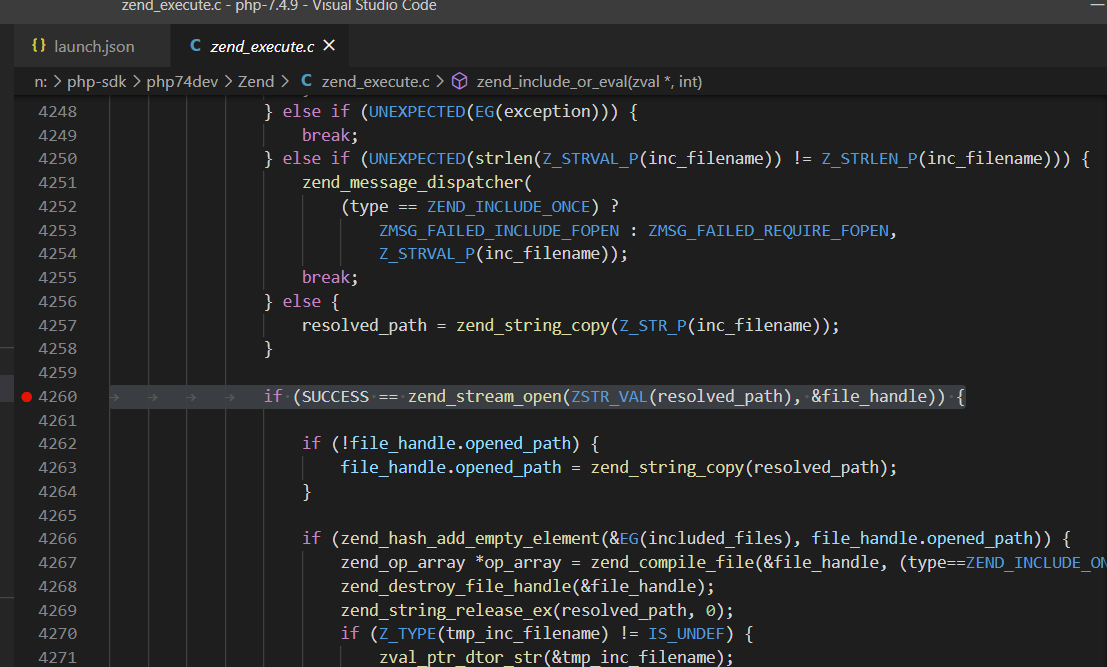 zend_execute.c - php-7.4.9 - Visual Studio Code
{} launch.json C zend_execute.c ×
n: > php-sdk > php74dev > Zend > C zend_execute.c > zend_include_or_eval(zval *, int)
4248 } else if (UNEXPECTED(EG(exception))) {
4249 break;
4250 } else if (UNEXPECTED(strlen(Z_STRVAL_P(inc_filename)) != Z_STRLEN_P(inc_filename))) {
4251 zend_message_dispatcher(
4252 (type == ZEND_INCLUDE_ONCE) ?
4253 ZMSG_FAILED_INCLUDE_FOPEN : ZMSG_FAILED_REQUIRE_FOPEN,
4254 Z_STRVAL_P(inc_filename));
4255 break;
4256 } else {
4257 resolved_path = zend_string_copy(Z_STR_P(inc_filename));
4258 }
4259
4260 if (SUCCESS == zend_stream_open(ZSTR_VAL(resolved_path), &file_handle)) {
4261
4262 if (!file_handle.opened_path) {
4263 file_handle.opened_path = zend_string_copy(resolved_path);
4264 }
4265
4266 if (zend_hash_add_empty_element(&EG(included_files), file_handle.opened_path)) {
4267 zend_op_array *op_array = zend_compile_file(&file_handle, (type==ZEND_INCLUDE_ON
4268 zend_destroy_file_handle(&file_handle);
4269 zend_string_release_ex(resolved_path, 0);
4270 if (Z_TYPE(tmp_inc_filename) != IS_UNDEF) {
4271 zval_ptr_dtor_str(&tmp_inc_filename);